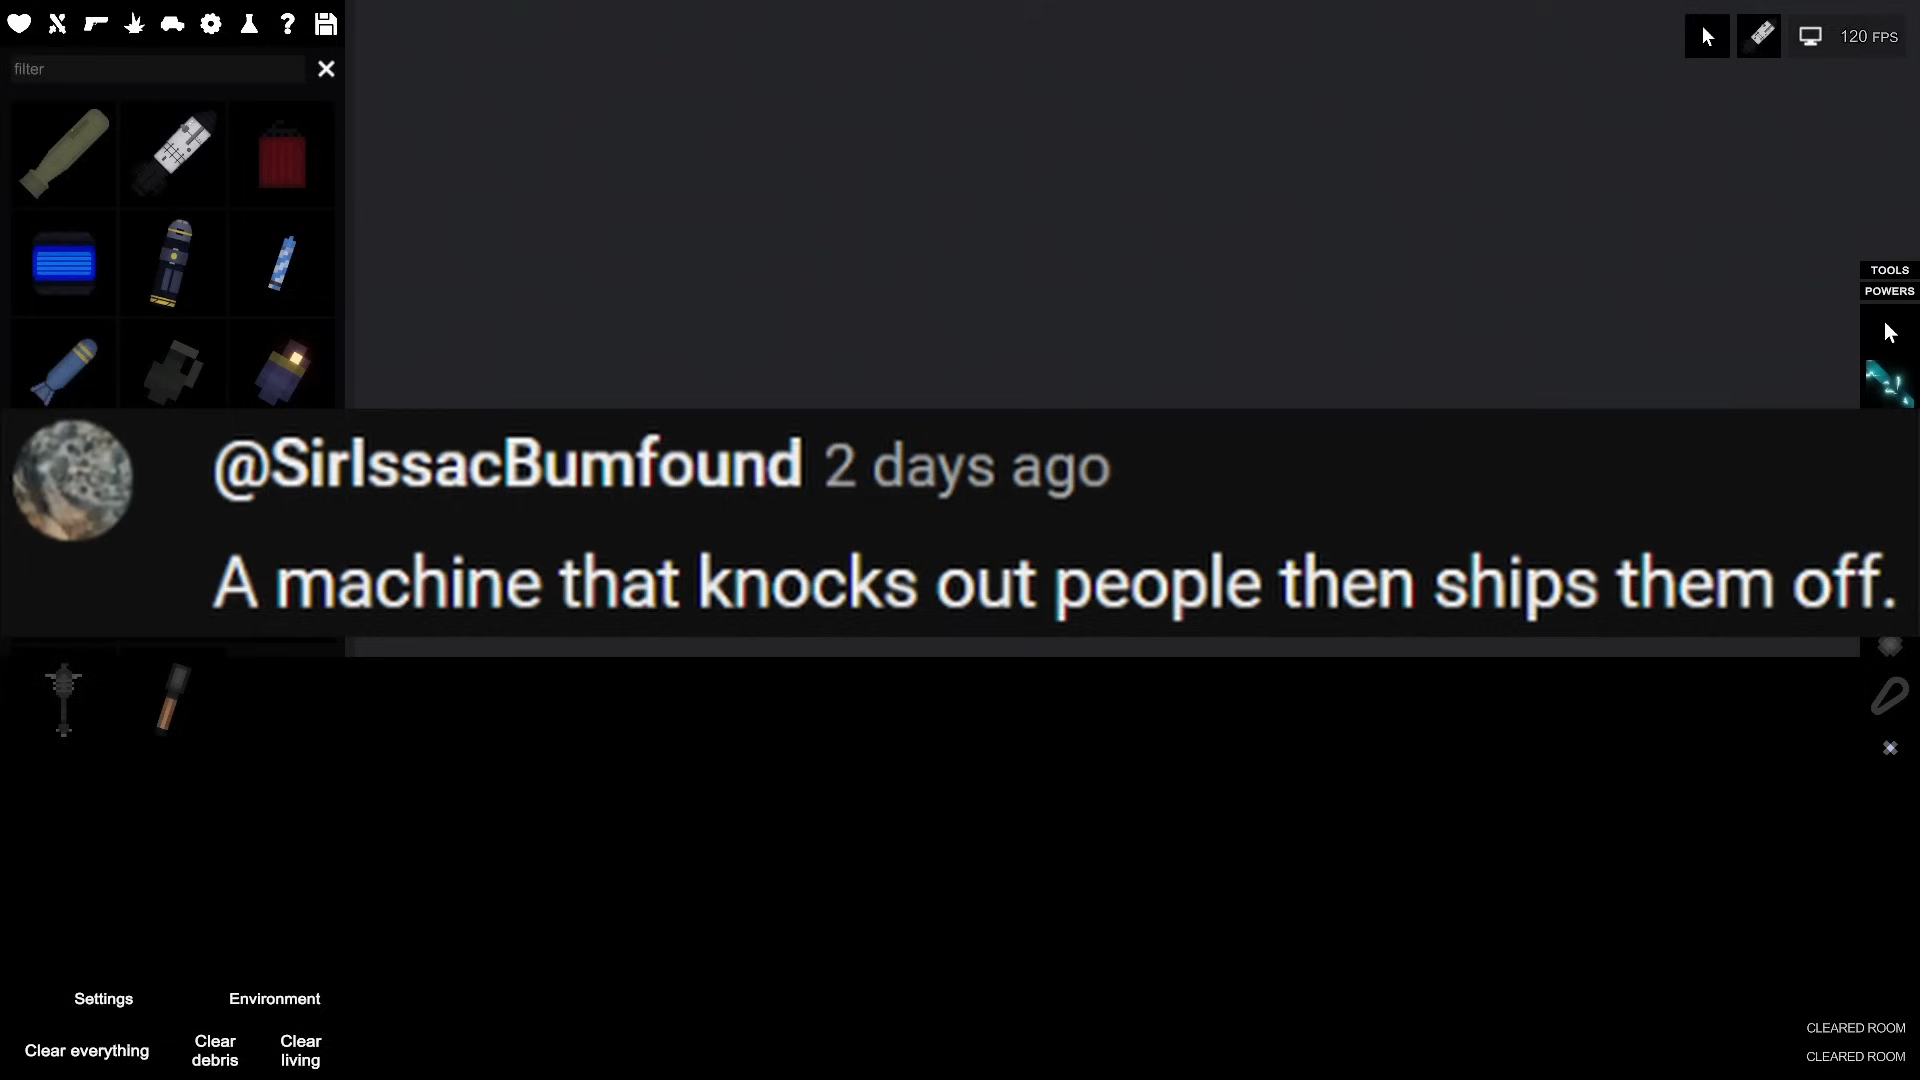 filter
120 FPS
TOOLS
POWERS
@SirIssacBumfound 2 days ago
A machine that knocks out people then ships them off.
Settings
Environment
Clear everything
Clear
debris
Clear
living
CLEARED ROOM
CLEARED ROOM